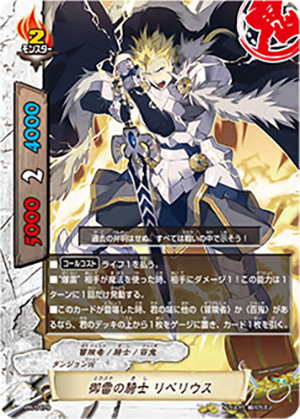 鬼
2
モンスター
4000
2
5000
過去の弁明はせぬ。すべては戦いの中で示そう！
■【コールコスト】ライフ1を払う。
■“爆雷” 相手が魔法を使った時、相手にダメージ1！この能力は1
ターンに1回だけ発動する。
■このカードが登場した時、君の場に他の《冒険者》か《百鬼》が
あるなら、君のデッキの上から1枚をゲージに置き、カード1枚を引く。
冒険者／騎士／百鬼
ダンジョンW
御雷の騎士 リベリウス